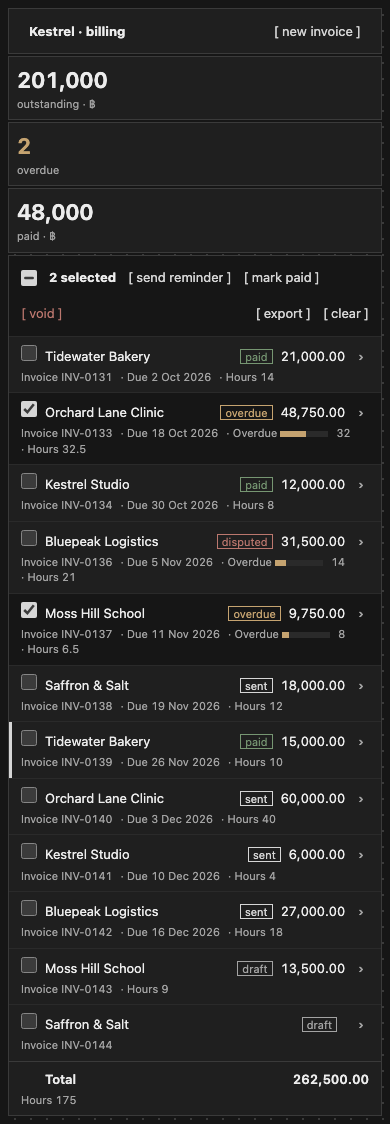 Kestrel · billing [ new invoice ]
201,000
outstanding · ฿
2
overdue
48,000
paid · ฿
2 selected [ send reminder ] [ mark paid ]
[ void ] [ export ] [ clear ]
Tidewater Bakery paid 21,000.00 ›
Invoice INV-0131 · Due 2 Oct 2026 · Hours 14
Orchard Lane Clinic overdue 48,750.00 ›
Invoice INV-0133 · Due 18 Oct 2026 · Overdue 32
· Hours 32.5
Kestrel Studio paid 12,000.00 ›
Invoice INV-0134 · Due 30 Oct 2026 · Hours 8
Bluepeak Logistics disputed 31,500.00 ›
Invoice INV-0136 · Due 5 Nov 2026 · Overdue 14
· Hours 21
Moss Hill School overdue 9,750.00 ›
Invoice INV-0137 · Due 11 Nov 2026 · Overdue 8
· Hours 6.5
Saffron & Salt sent 18,000.00 ›
Invoice INV-0138 · Due 19 Nov 2026 · Hours 12
Tidewater Bakery paid 15,000.00 ›
Invoice INV-0139 · Due 26 Nov 2026 · Hours 10
Orchard Lane Clinic sent 60,000.00 ›
Invoice INV-0140 · Due 3 Dec 2026 · Hours 40
Kestrel Studio sent 6,000.00 ›
Invoice INV-0141 · Due 10 Dec 2026 · Hours 4
Bluepeak Logistics sent 27,000.00 ›
Invoice INV-0142 · Due 16 Dec 2026 · Hours 18
Moss Hill School draft 13,500.00 ›
Invoice INV-0143 · Hours 9
Saffron & Salt draft ›
Invoice INV-0144
Total 262,500.00
Hours 175